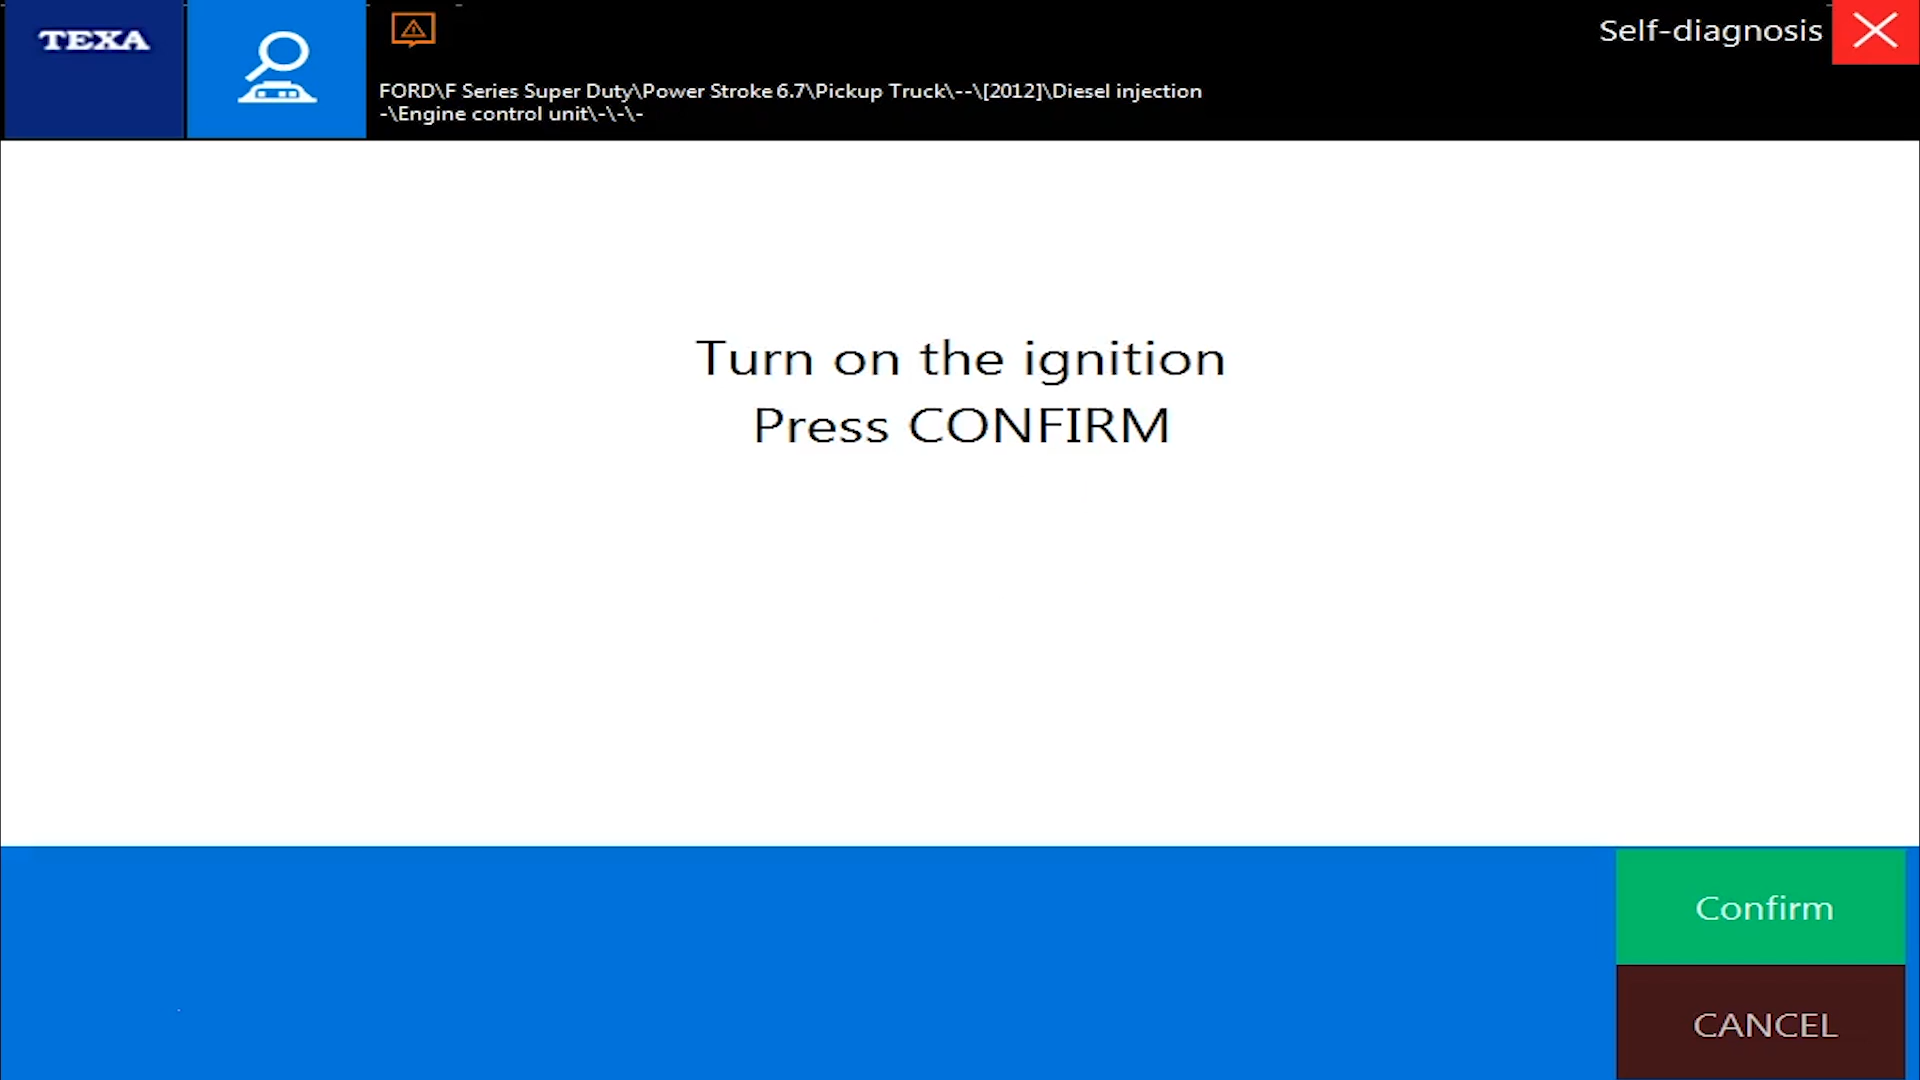 TEXA
Self-diagnosis
FORD\F Series Super Duty\Power Stroke 6.7\Pickup Truck\--\[2012]\Diesel injection
-\Engine control unit\-\-\-
Turn on the ignition
Press CONFIRM
Confirm
CANCEL